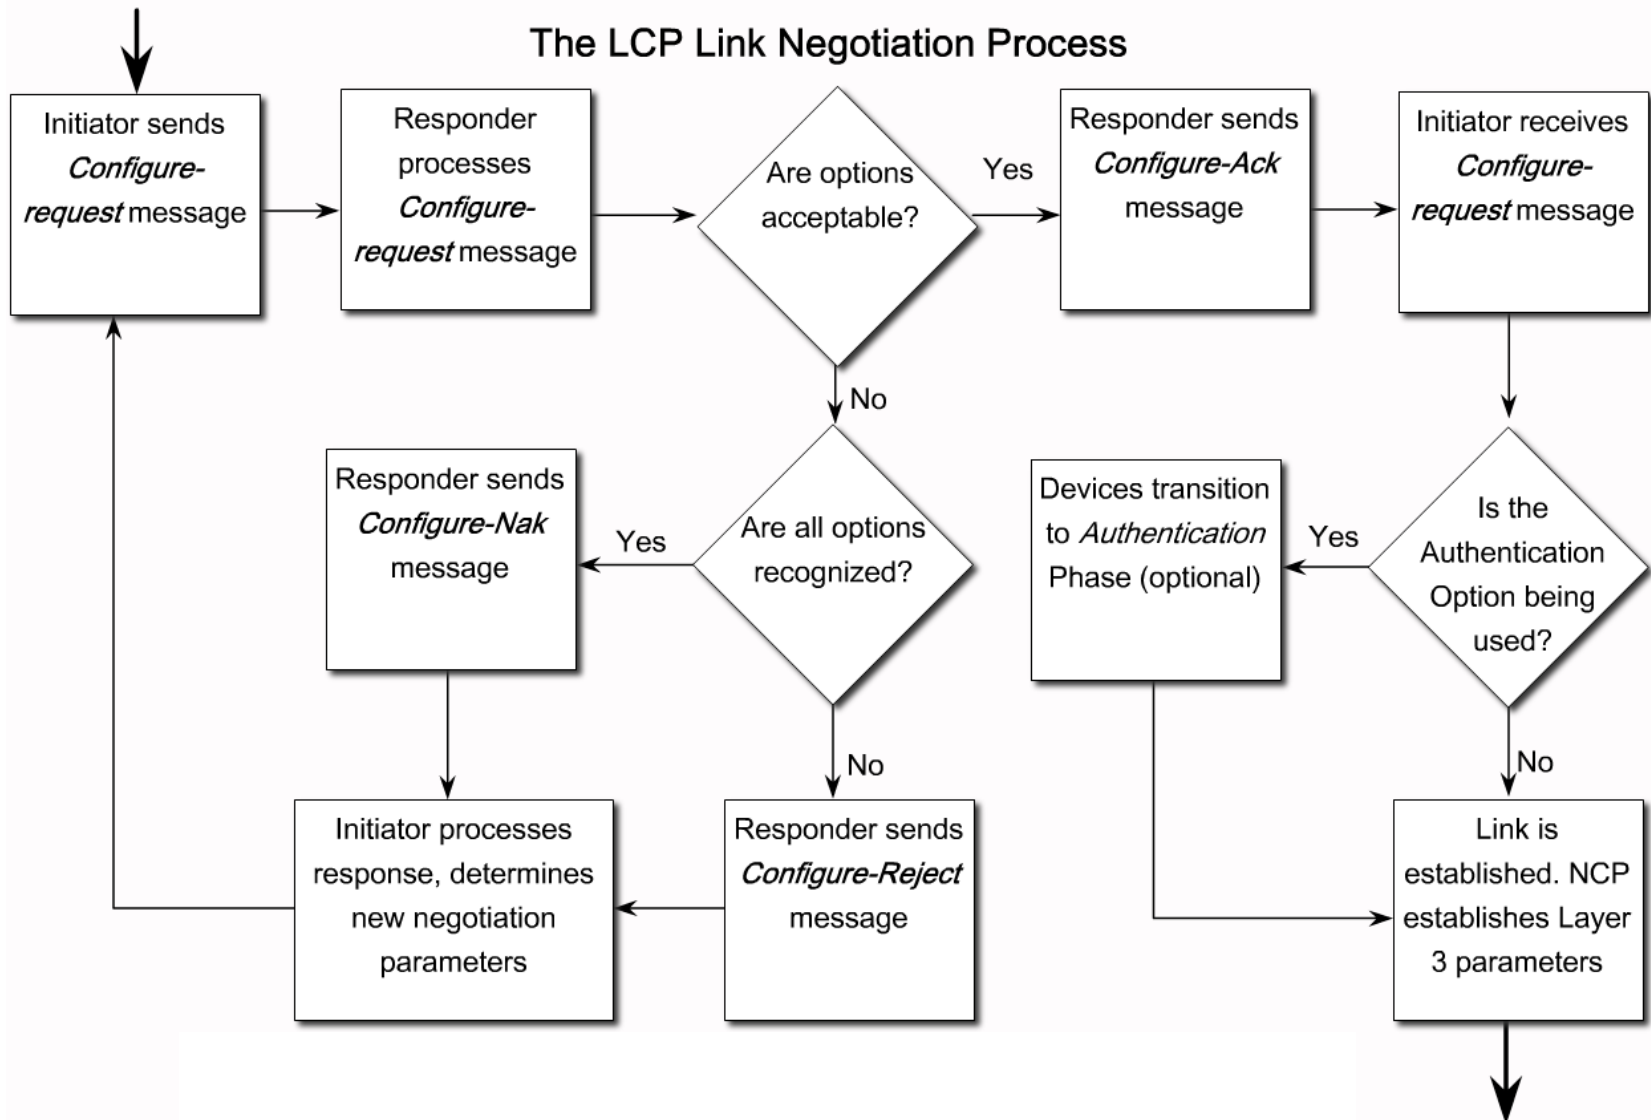 The LCP Link Negotiation Process
Initiator sends
Configure-
request message
Responder
processes
Configure-
request message
Are options
acceptable?
Yes
Responder sends
Configure-Ack
message
Initiator receives
Configure-
request message
No
Responder sends
Configure-Nak
message
Yes
Are all options
recognized?
Devices transition
to Authentication
Phase (optional)
Yes
Is the
Authentication
Option being
used?
No
No
Initiator processes
response, determines
new negotiation
parameters
Responder sends
Configure-Reject
message
Link is
established. NCP
establishes Layer
3 parameters